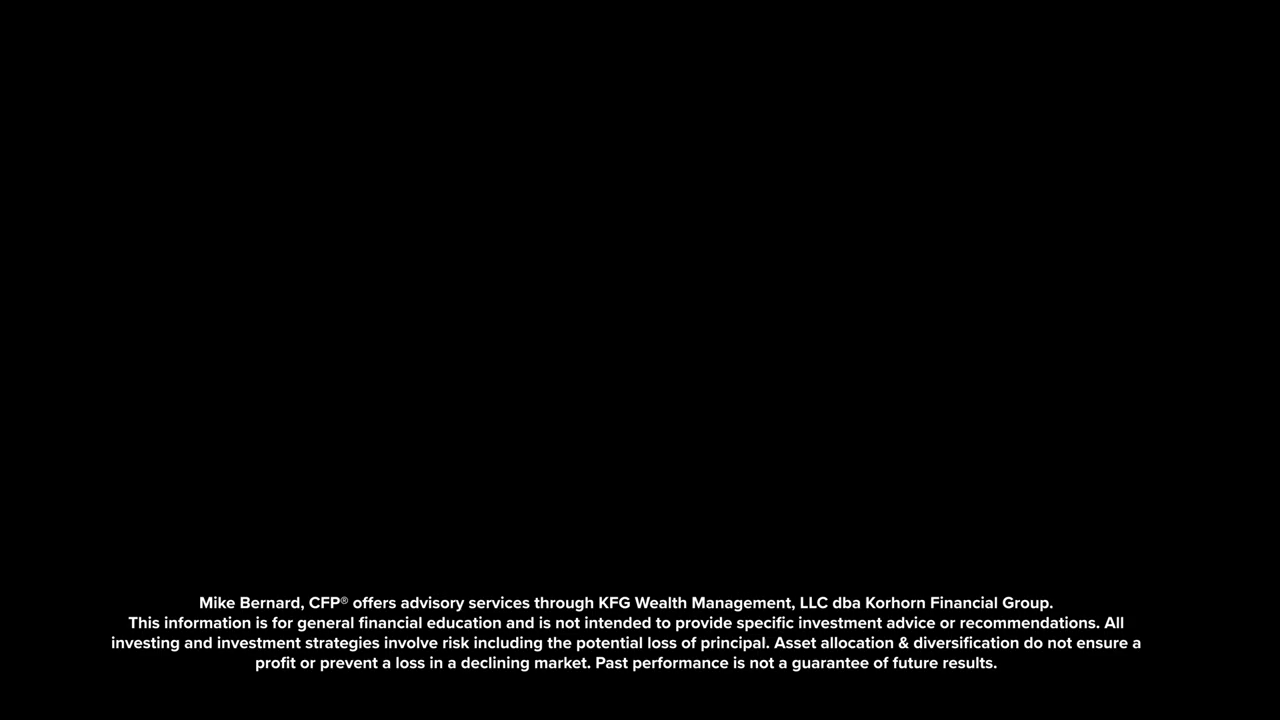 Mike Bernard, CFP® offers advisory services through KFG Wealth Management, LLC dba Korhorn Financial Group.
This information is for general financial education and is not intended to provide specific investment advice or recommendations. All
investing and investment strategies involve risk including the potential loss of principal. Asset allocation & diversification do not ensure a
profit or prevent a loss in a declining market. Past performance is not a guarantee of future results.